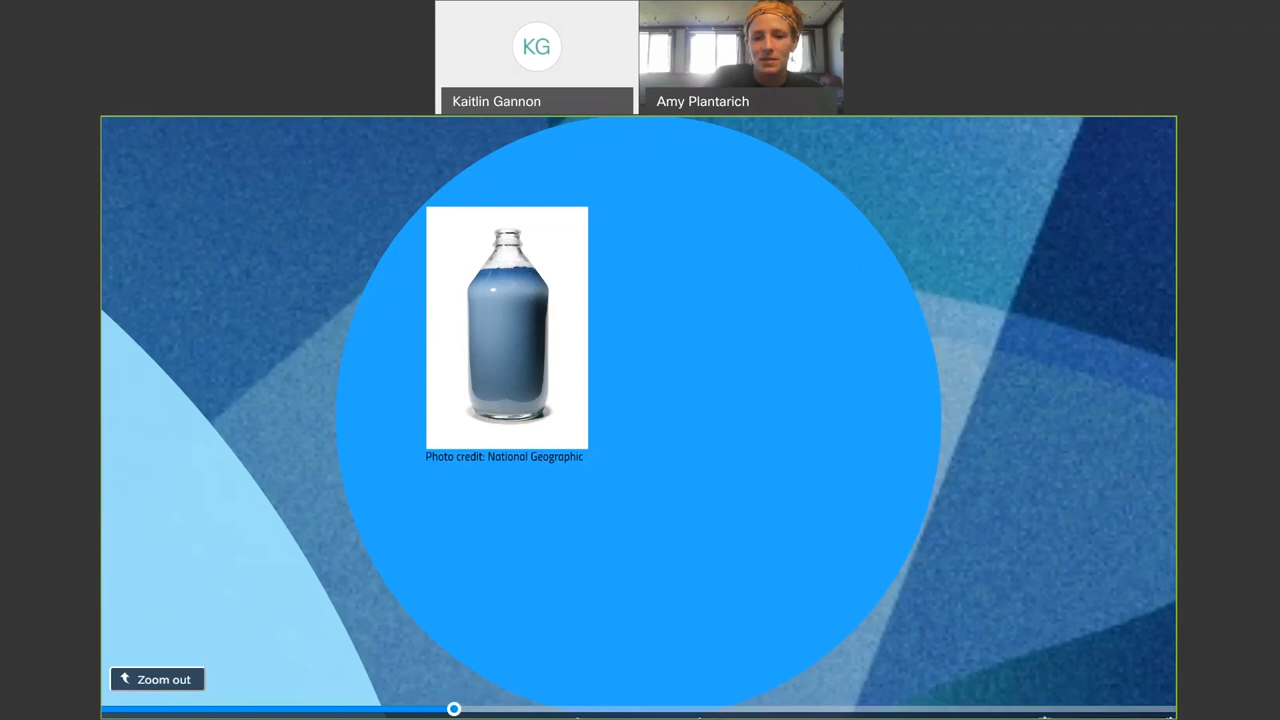 KG
Kaitlin Gannon
Amy Plantarich
Photo credit: National Geographic
Zoom out